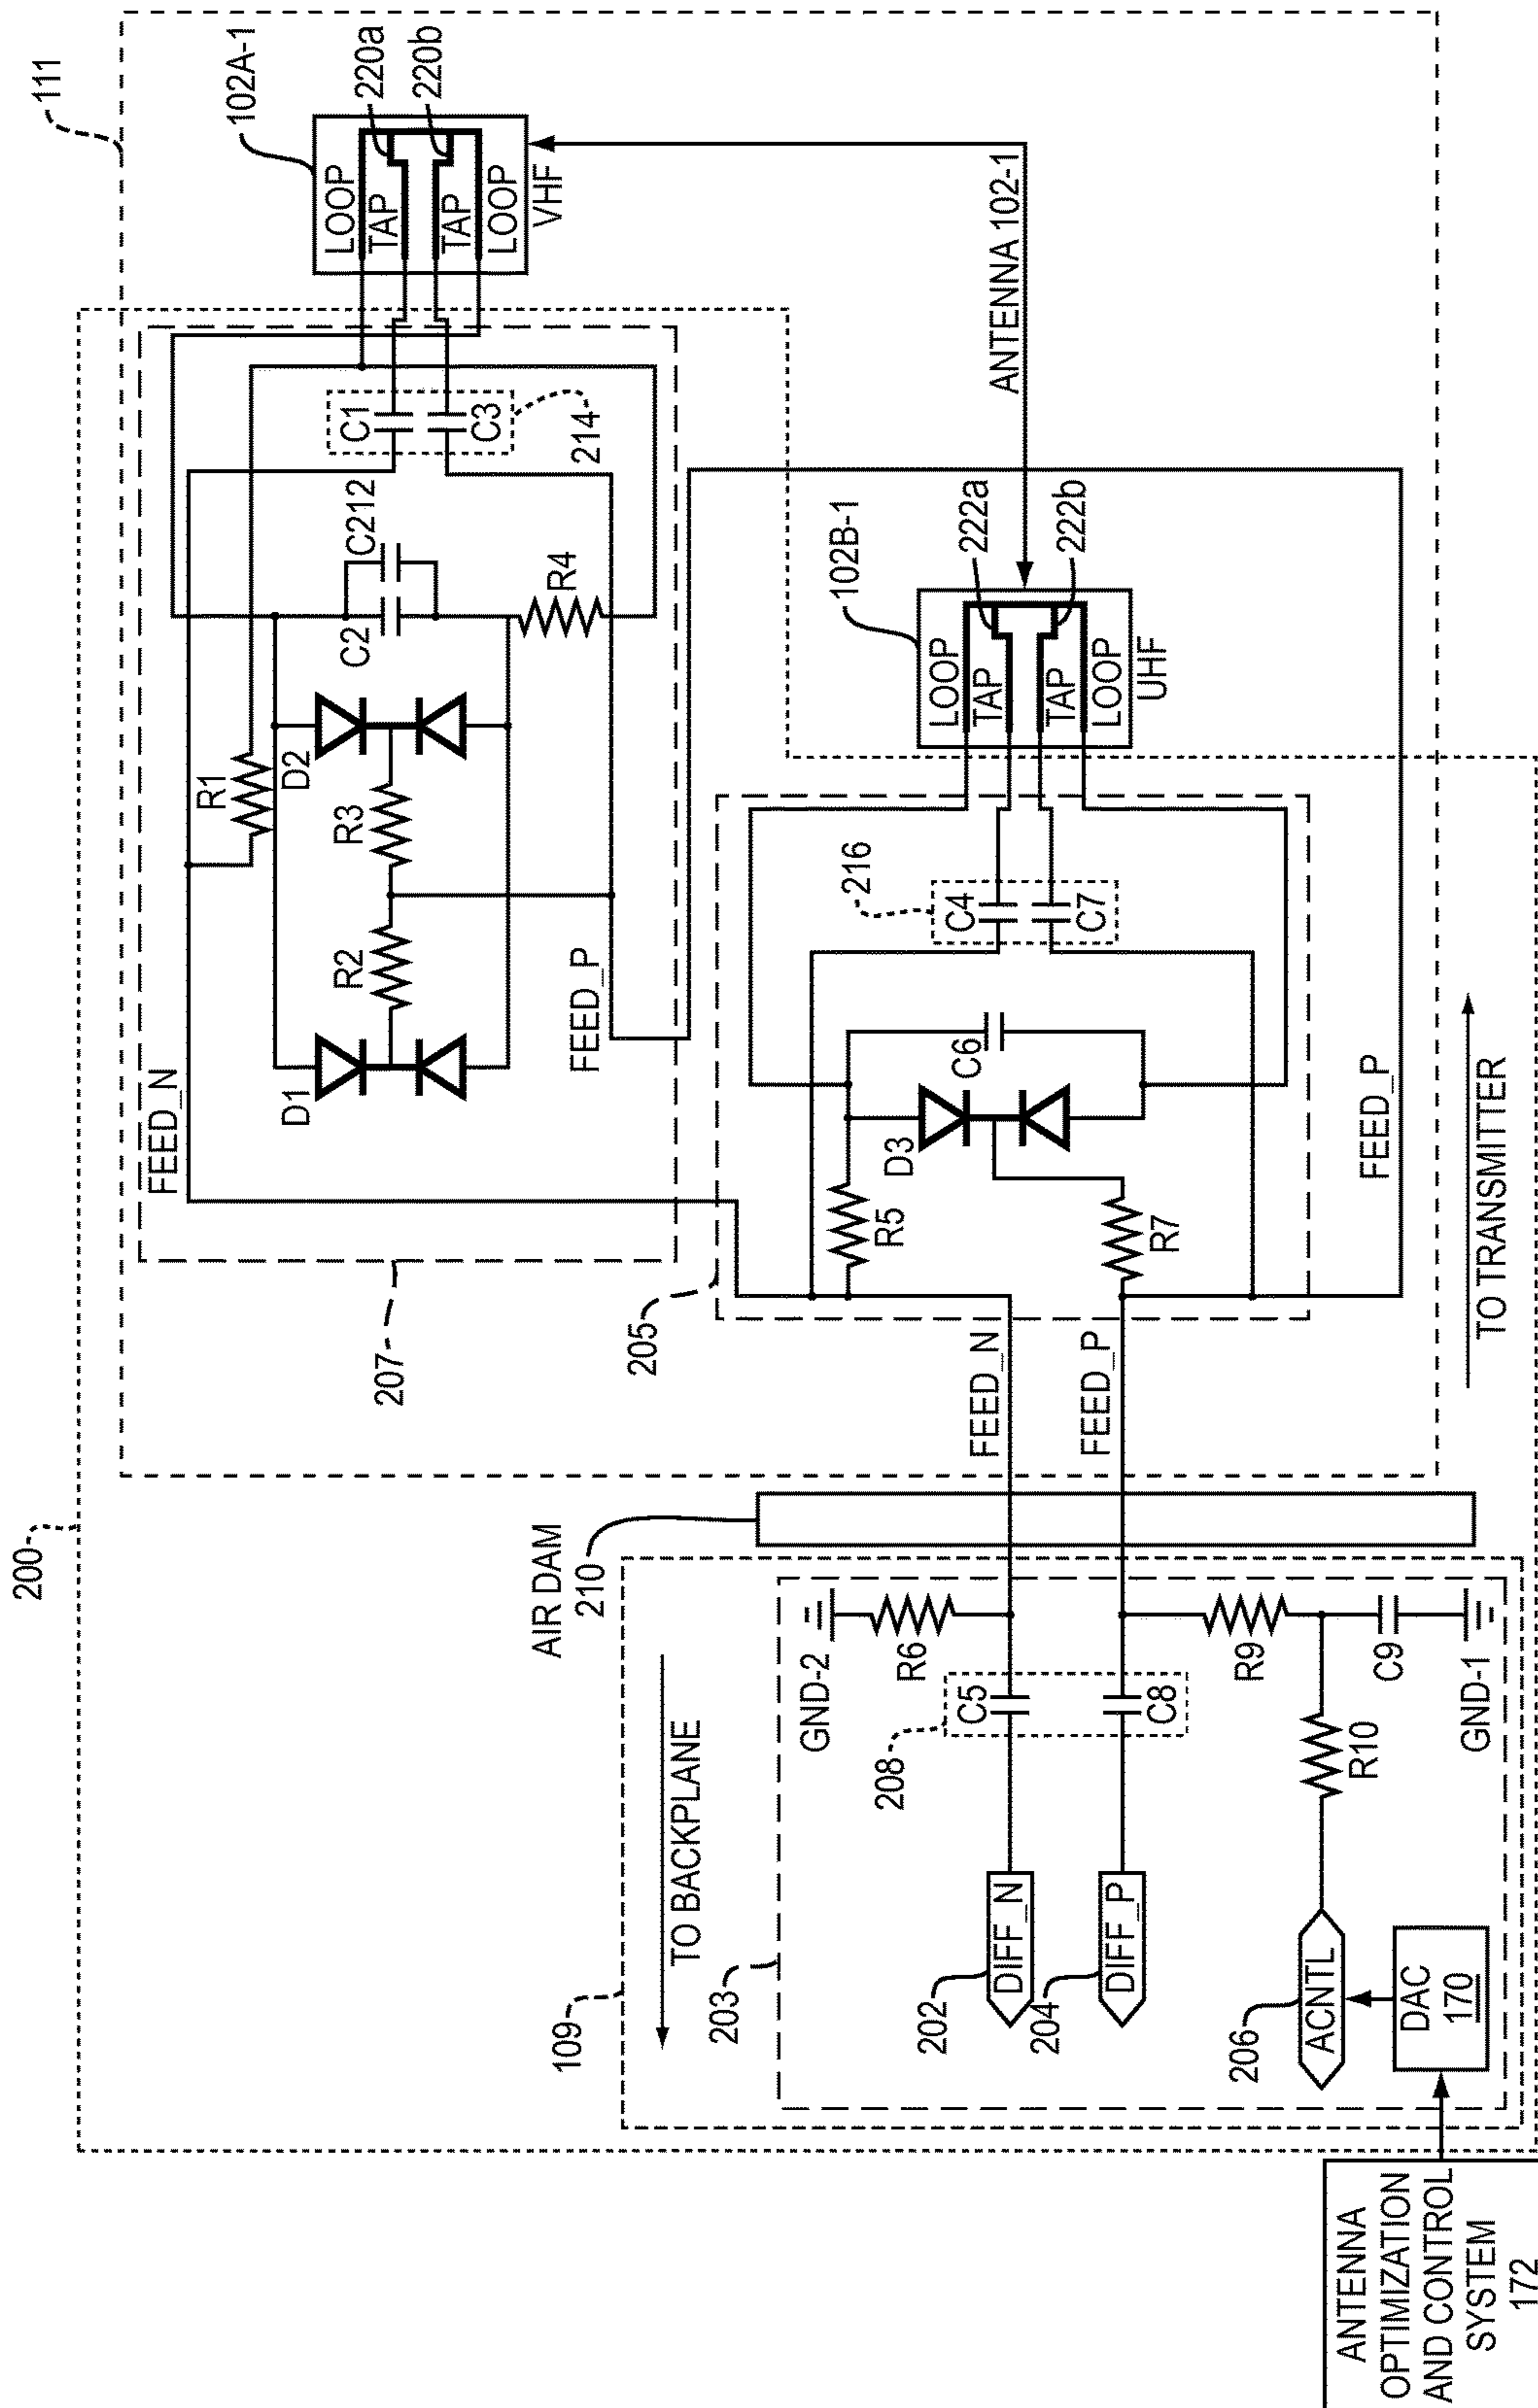 200
111
FEED_N
207
D1
R2
R3
D2
R1
C2
C212
R4
C1
C3
214
FEED_P
102A-1
220a
220b
LOOP
TAP
TAP
LOOP
VHF
ANTENNA 102-1
205
R5
D3
R7
C6
216
C4
C7
102B-1
222a
222b
LOOP
TAP
TAP
LOOP
UHF
FEED_P
TO TRANSMITTER
FEED_N
FEED_P
AIR DAM
210
109
TO BACKPLANE
203
GND-2
R6
208
C5
C8
202
DIFF_N
204
DIFF_P
R9
C9
GND-1
R10
206
ACNTL
DAC
170
ANTENNA
OPTIMIZATION
AND CONTROL
SYSTEM
172